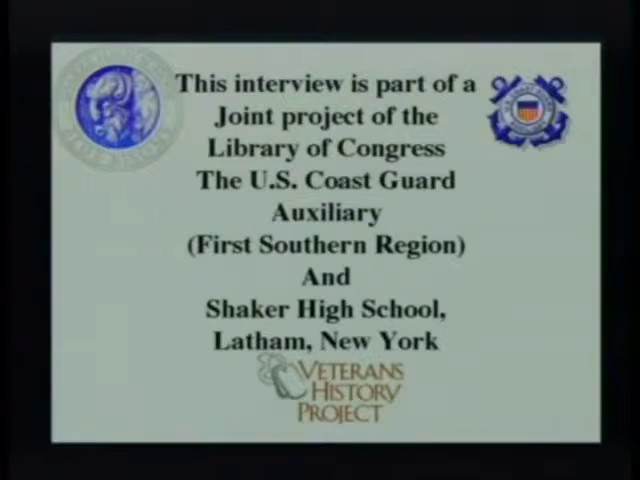 This interview is part of a
Joint project of the
Library of Congress
The U.S. Coast Guard
Auxiliary
(First Southern Region)
And
Shaker High School,
Latham, New York
VETERANS
HISTORY
PROJECT